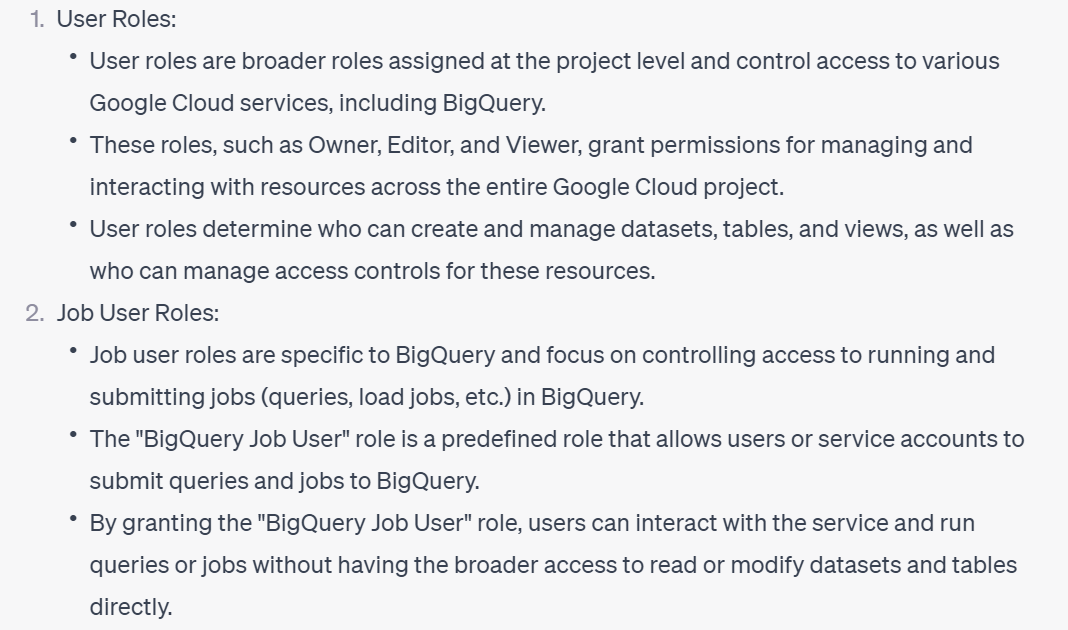 1. User Roles:
• User roles are broader roles assigned at the project level and control access to various
Google Cloud services, including BigQuery.
• These roles, such as Owner, Editor, and Viewer, grant permissions for managing and
interacting with resources across the entire Google Cloud project.
• User roles determine who can create and manage datasets, tables, and views, as well as
who can manage access controls for these resources.
2. Job User Roles:
• Job user roles are specific to BigQuery and focus on controlling access to running and
submitting jobs (queries, load jobs, etc.) in BigQuery.
• The "BigQuery Job User" role is a predefined role that allows users or service accounts to
submit queries and jobs to BigQuery.
• By granting the "BigQuery Job User" role, users can interact with the service and run
queries or jobs without having the broader access to read or modify datasets and tables
directly.